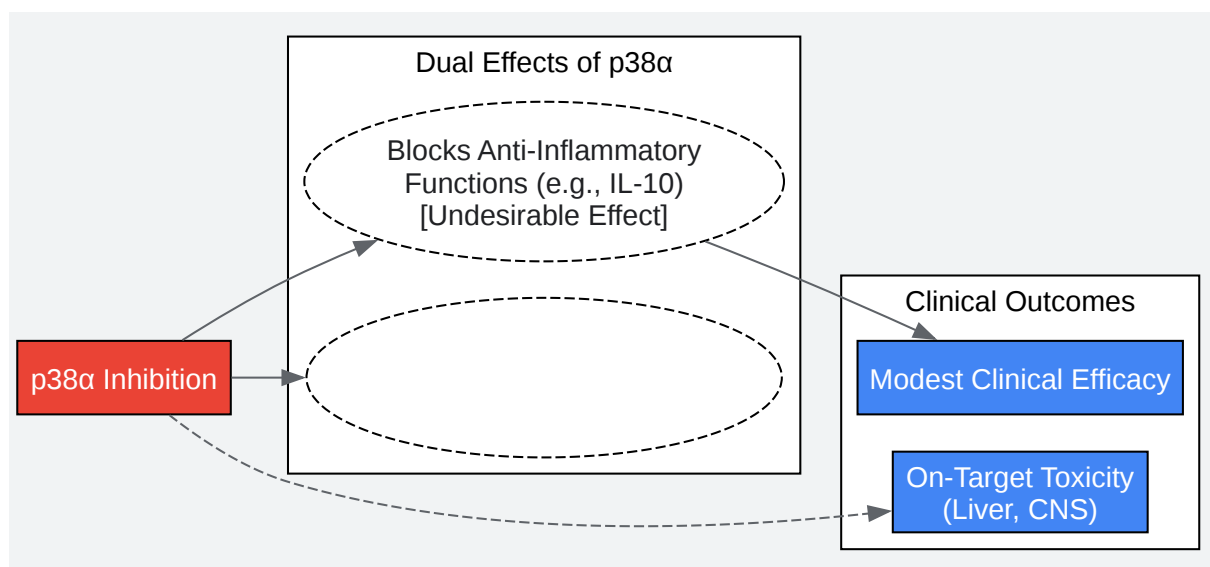 Dual Effects of p38α
Blocks Anti-Inflammatory
Functions (e.g., IL-10)
[Undesirable Effect]
p38α Inhibition
Clinical Outcomes
Modest Clinical Efficacy
On-Target Toxicity
(Liver, CNS)